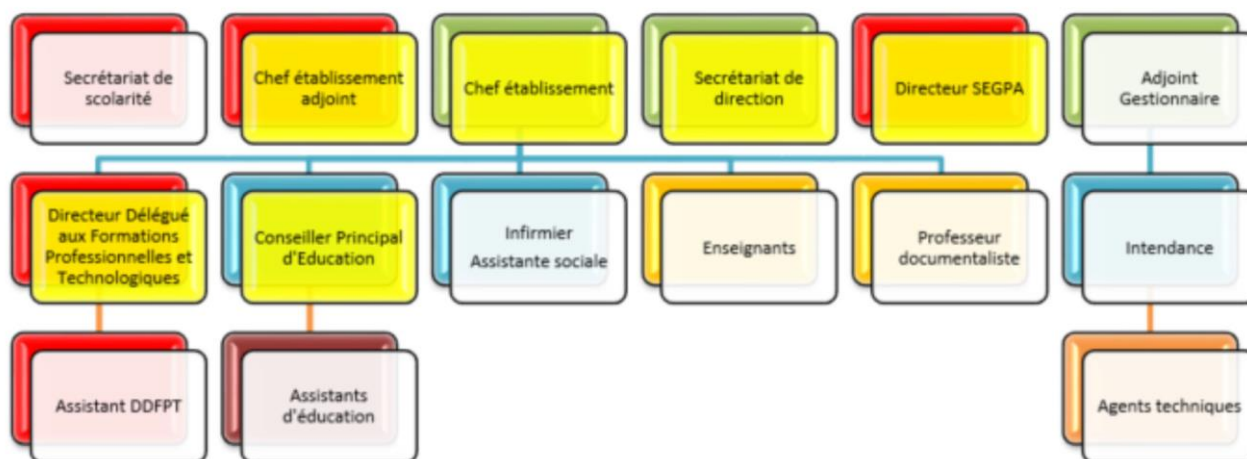 Secrétariat de
scolarité
Chef établissement
adjoint
Chef établissement
Secrétariat de
direction
Directeur SEGPA
Adjoint
Gestionnaire
Directeur Délégué
aux Formations
Professionnelles et
Technologiques
Conseiller Principal
d'Education
Infirmier
Assistante sociale
Enseignants
Professeur
documentaliste
Intendance
Assistant DDFPT
Assistants
d'éducation
Agents techniques